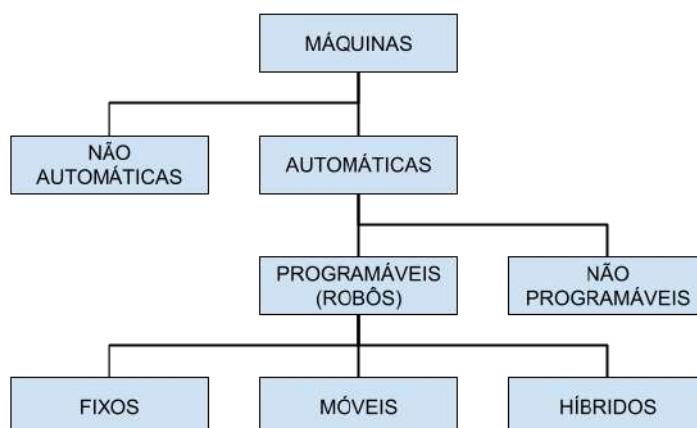 MÁQUINAS
NÃO
AUTOMÁTICAS
AUTOMÁTICAS
PROGRAMÁVEIS
(ROBÔS)
NÃO
PROGRAMÁVEIS
FIXOS
MÓVEIS
HÍBRIDOS